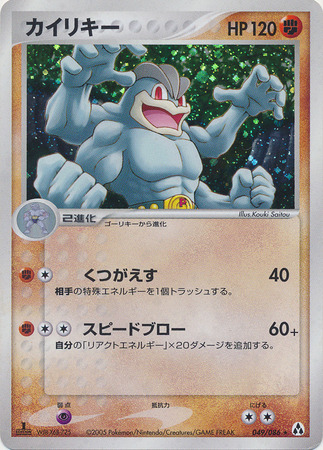 カイリキー HP120
Illus. Kouki Saitou
2進化
ゴーリキーから進化
くつがえす 40
相手の特殊エネルギーを1個トラッシュする。
スピードブロー 60+
自分の「リアクトエネルギー」×20ダメージを追加する。
弱点 抵抗力 にげる
©2005 Pokémon/Nintendo/Creatures/GAME FREAK
049/086 ★